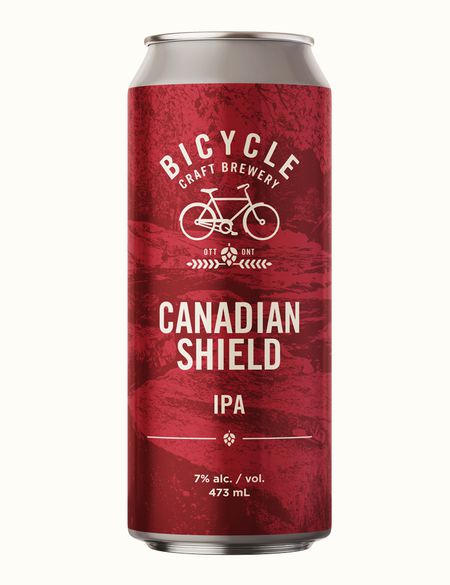 BICYCLE
CRAFT BREWERY
OTT ONT
CANADIAN
SHIELD
IPA
7% alc. / vol.
473 mL